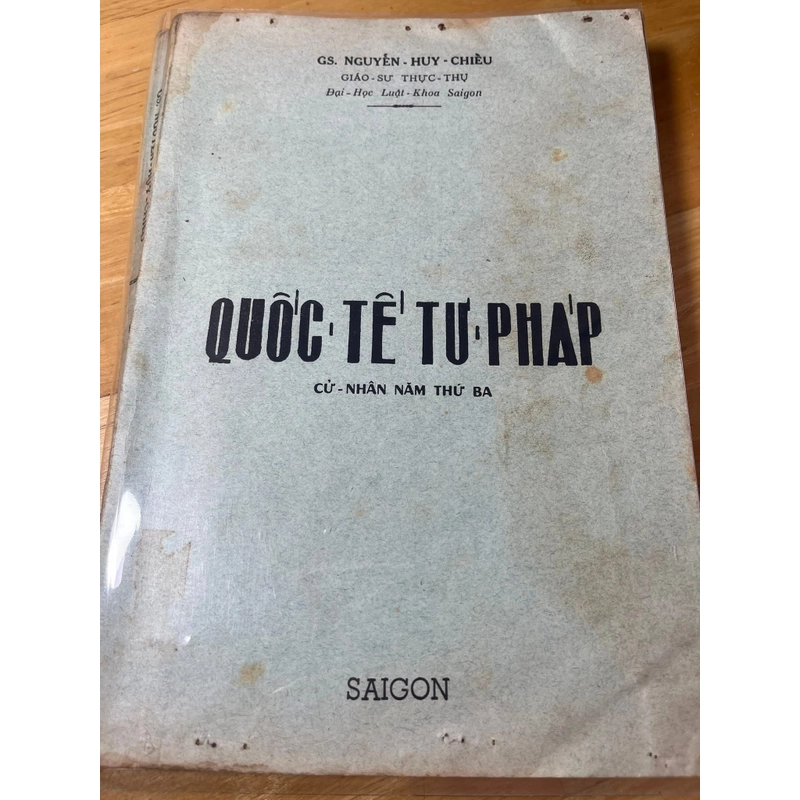 GS. NGUYỄN - HUY - CHIỂU
GIÁO - SƯ THỰC - THỤ
Đại - Học Luật - Khoa Saigon
QUỐC · TẾ TƯ · PHÁP
CỬ - NHÂN NĂM THỨ BA
SAIGON